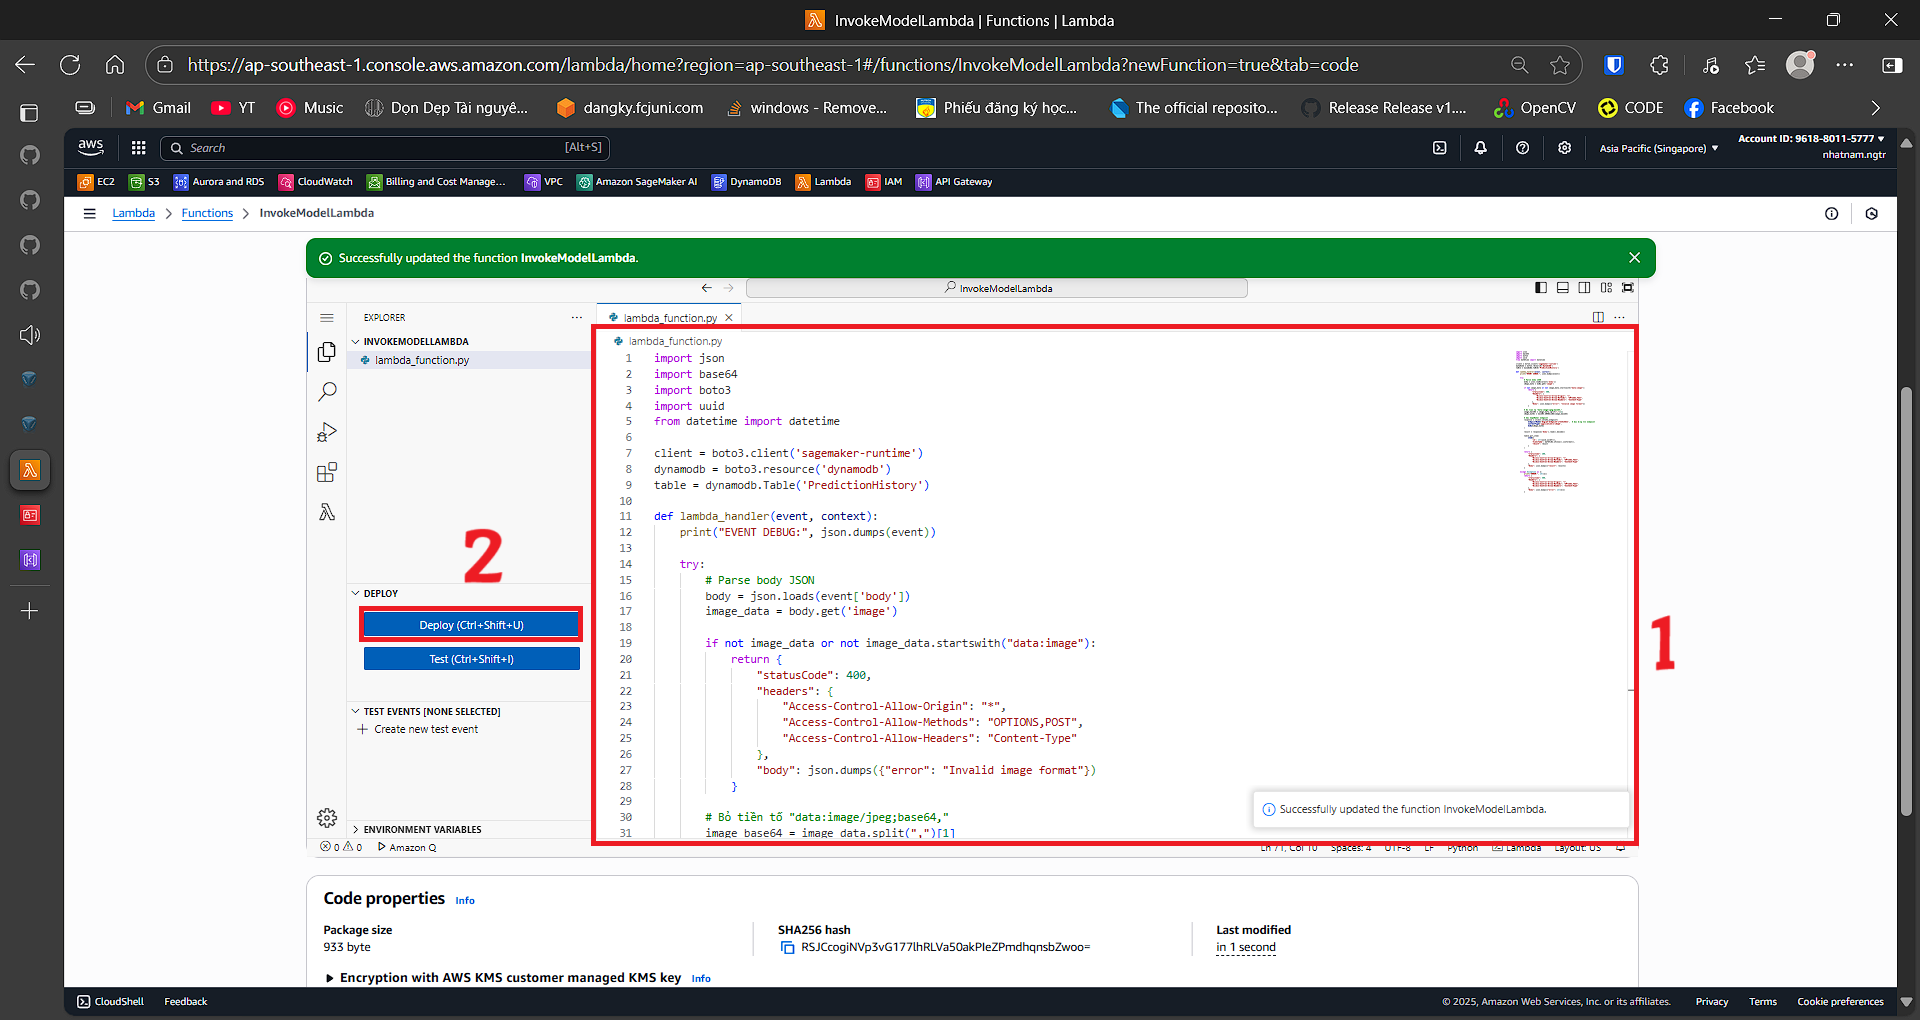 InvokeModelLambda | Functions | Lambda
https://ap-southeast-1.console.aws.amazon.com/lambda/home?region=ap-southeast-1#/functions/InvokeModelLambda?newFunction=true&tab=code
Gmail YT Music Dọn Dẹp Tài nguyê... dangky.fcjuni.com windows - Remove... Phiếu đăng ký học... The official reposito... Release Release v1.... OpenCV CODE Facebook
aws Search [Alt+S] Asia Pacific (Singapore) Account ID: 9618-8011-5777
nhatnam.ngtr
EC2 S3 Aurora and RDS CloudWatch Billing and Cost Manage... VPC Amazon SageMaker AI DynamoDB Lambda IAM API Gateway
Lambda > Functions > InvokeModelLambda
Successfully updated the function InvokeModelLambda.
InvokeModelLambda
EXPLORER
INVOKEMODELLAMBDA
lambda_function.py
2
DEPLOY
Deploy (Ctrl+Shift+U)
Test (Ctrl+Shift+I)
TEST EVENTS [NONE SELECTED]
Create new test event
ENVIRONMENT VARIABLES
lambda_function.py
lambda_function.py
1 import json
2 import base64
3 import boto3
4 import uuid
5 from datetime import datetime
6
7 client = boto3.client('sagemaker-runtime')
8 dynamodb = boto3.resource('dynamodb')
9 table = dynamodb.Table('PredictionHistory')
10
11 def lambda_handler(event, context):
12 print("EVENT DEBUG:", json.dumps(event))
13
14 try:
15 # Parse body JSON
16 body = json.loads(event['body'])
17 image_data = body.get('image')
18
19 if not image_data or not image_data.startswith("data:image"):
20 return {
21 "statusCode": 400,
22 "headers": {
23 "Access-Control-Allow-Origin": "*",
24 "Access-Control-Allow-Methods": "OPTIONS,POST",
25 "Access-Control-Allow-Headers": "Content-Type"
26 },
27 "body": json.dumps({"error": "Invalid image format"})
28 }
29
30 # Bỏ tiền tố "data:image/jpeg;base64,"
31 image_base64 = image_data.split(",")[1]
1
Successfully updated the function InvokeModelLambda.
0 0 Amazon Q Ln 71, Col 10 Spaces: 4 UTF-8 LF Python Lambda Layout: US
Code properties Info
Package size
933 byte
SHA256 hash
RSJCcogiNVp3vG177lhRLVa50akPIeZPmdhqnsbZwoo=
Last modified
in 1 second
Encryption with AWS KMS customer managed KMS key Info
CloudShell Feedback © 2025, Amazon Web Services, Inc. or its affiliates. Privacy Terms Cookie preferences